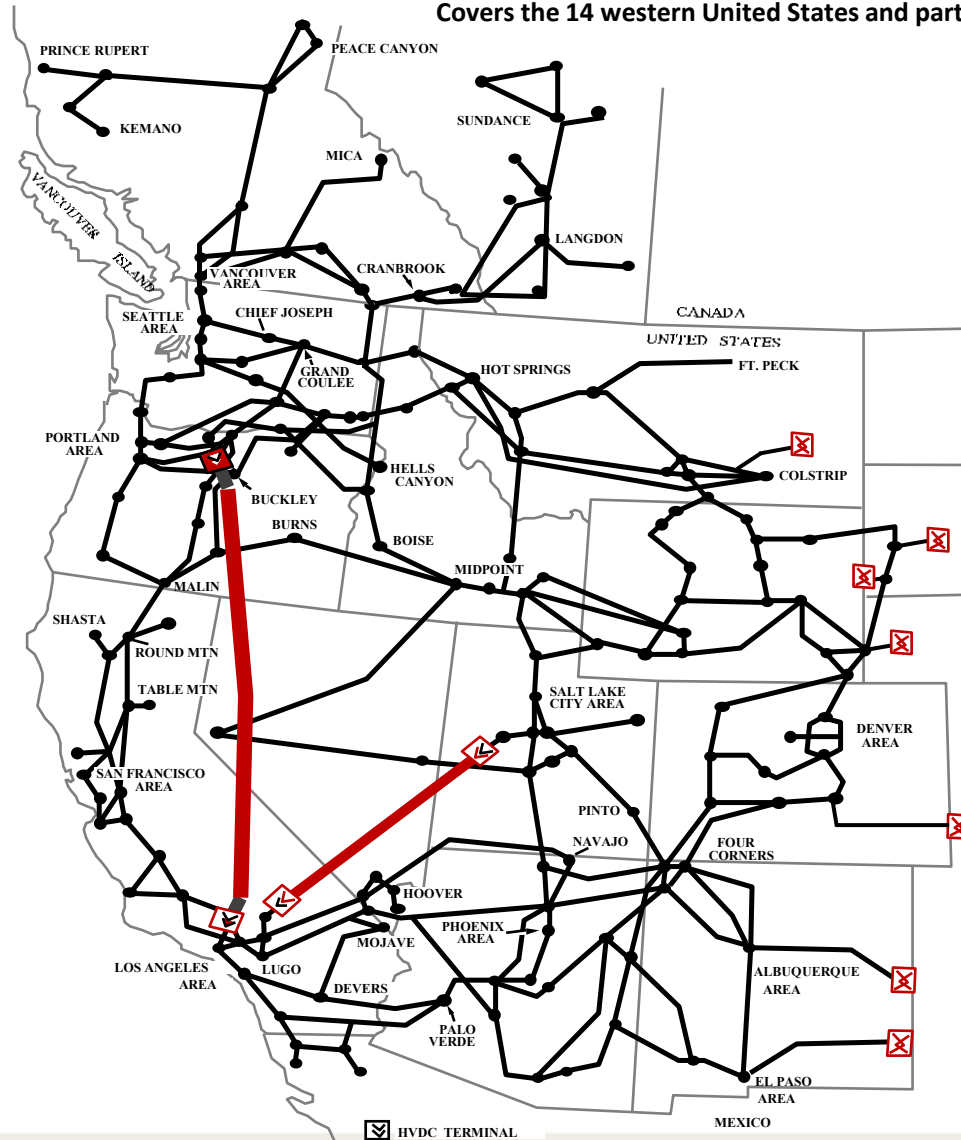 Covers the 14 western United States and part
PRINCE RUPERT
PEACE CANYON
KEMANO
SUNDANCE
MICA
VANCOUVER
ISLAND
LANGDON
CRANBROOK
VANCOUVER
AREA
SEATTLE
AREA
CHIEF JOSEPH
CANADA
UNITED STATES
GRAND
COULEE
HOT SPRINGS
FT. PECK
PORTLAND
AREA
HELLS
CANYON
COLSTRIP
BUCKLEY
BURNS
BOISE
MALIN
MIDPOINT
SHASTA
ROUND MTN
TABLE MTN
SALT LAKE
CITY AREA
DENVER
AREA
SAN FRANCISCO
AREA
PINTO
NAVAJO
FOUR
CORNERS
HOOVER
PHOENIX
AREA
MOJAVE
LOS ANGELES
AREA
LUGO
DEVERS
ALBUQUERQUE
AREA
PALO
VERDE
EL PASO
AREA
MEXICO
HVDC TERMINAL